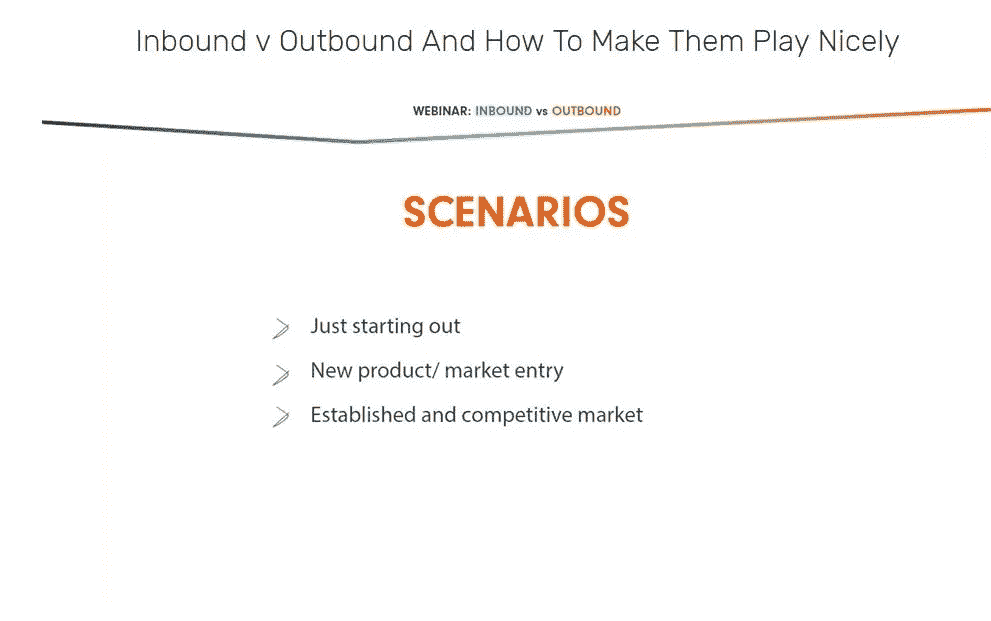 Inbound v Outbound And How To Make Them Play Nicely
WEBINAR: INBOUND vs OUTBOUND
SCENARIOS
Just starting out
New product/ market entry
Established and competitive market